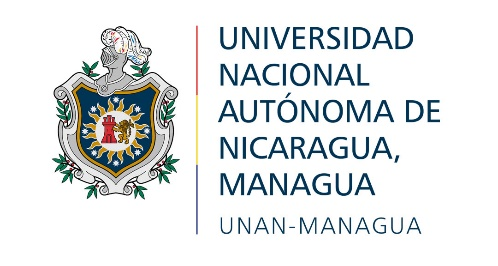 UNIVERSIDAD
NACIONAL
AUTÓNOMA DE
NICARAGUA,
MANAGUA
UNAN-MANAGUA